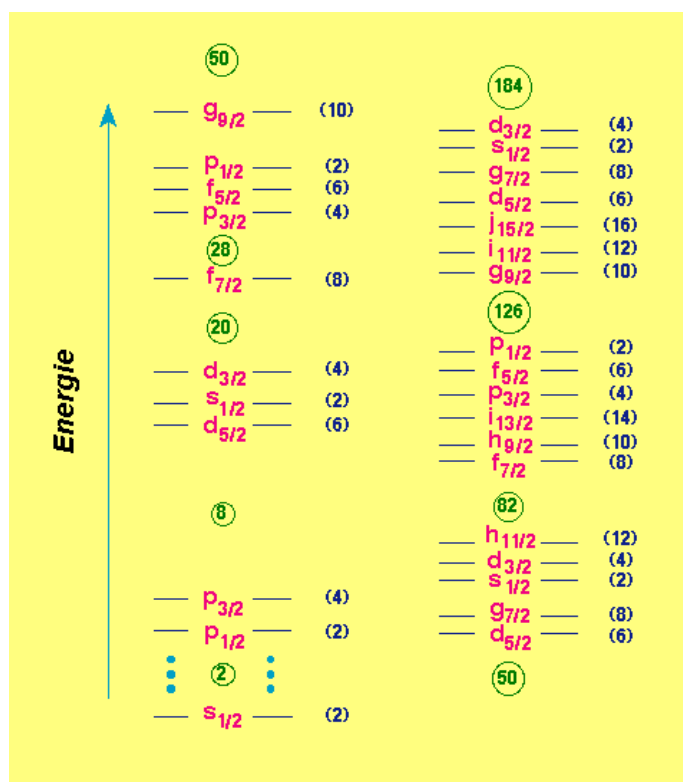 50
g9/2 (10)
p1/2 (2)
f5/2 (6)
p3/2 (4)
28
f7/2 (8)
20
d3/2 (4)
s1/2 (2)
d5/2 (6)
8
p3/2 (4)
p1/2 (2)
2
s1/2 (2)
Energie
184
d3/2 (4)
s1/2 (2)
g7/2 (8)
d5/2 (6)
j15/2 (16)
i11/2 (12)
g9/2 (10)
126
p1/2 (2)
f5/2 (6)
p3/2 (4)
i13/2 (14)
h9/2 (10)
f7/2 (8)
82
h11/2 (12)
d3/2 (4)
s1/2 (2)
g7/2 (8)
d5/2 (6)
50